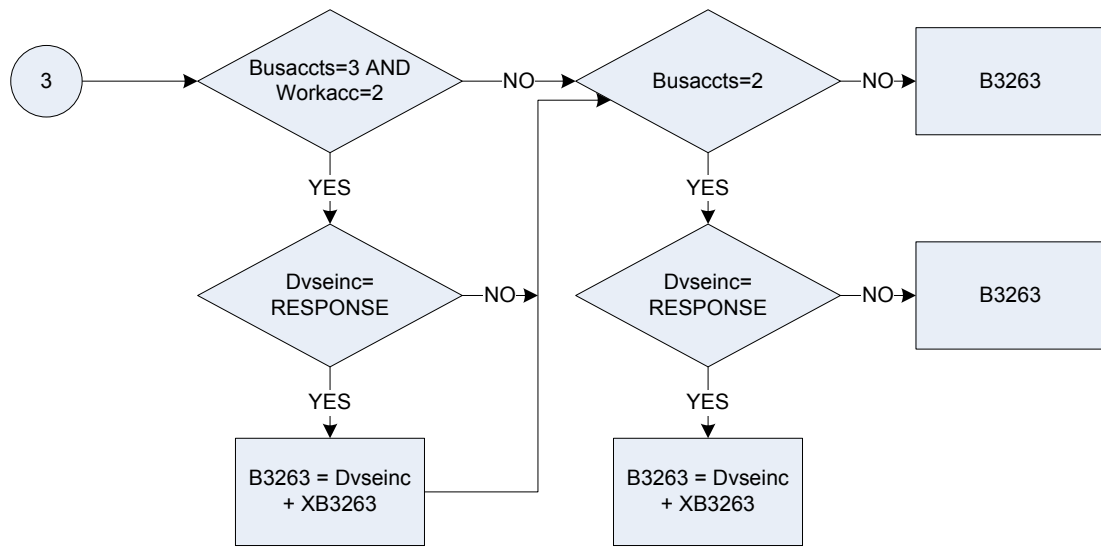 3
Busaccts=3 AND
Workacc=2
NO
Busaccts=2
NO
B3263
YES
YES
Dvseinc=
RESPONSE
NO
Dvseinc=
RESPONSE
NO
B3263
YES
YES
B3263 = Dvseinc
+ XB3263
B3263 = Dvseinc
+ XB3263